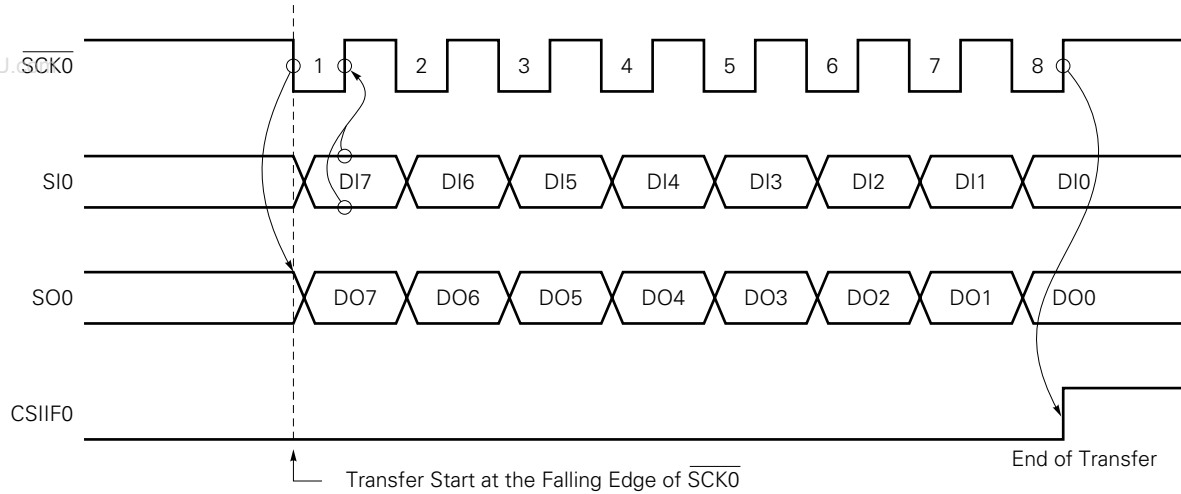 SCK0
1 2 3 4 5 6 7 8
SI0
DI7 DI6 DI5 DI4 DI3 DI2 DI1 DI0
SO0
DO7 DO6 DO5 DO4 DO3 DO2 DO1 DO0
CSIIF0
End of Transfer
Transfer Start at the Falling Edge of SCK0